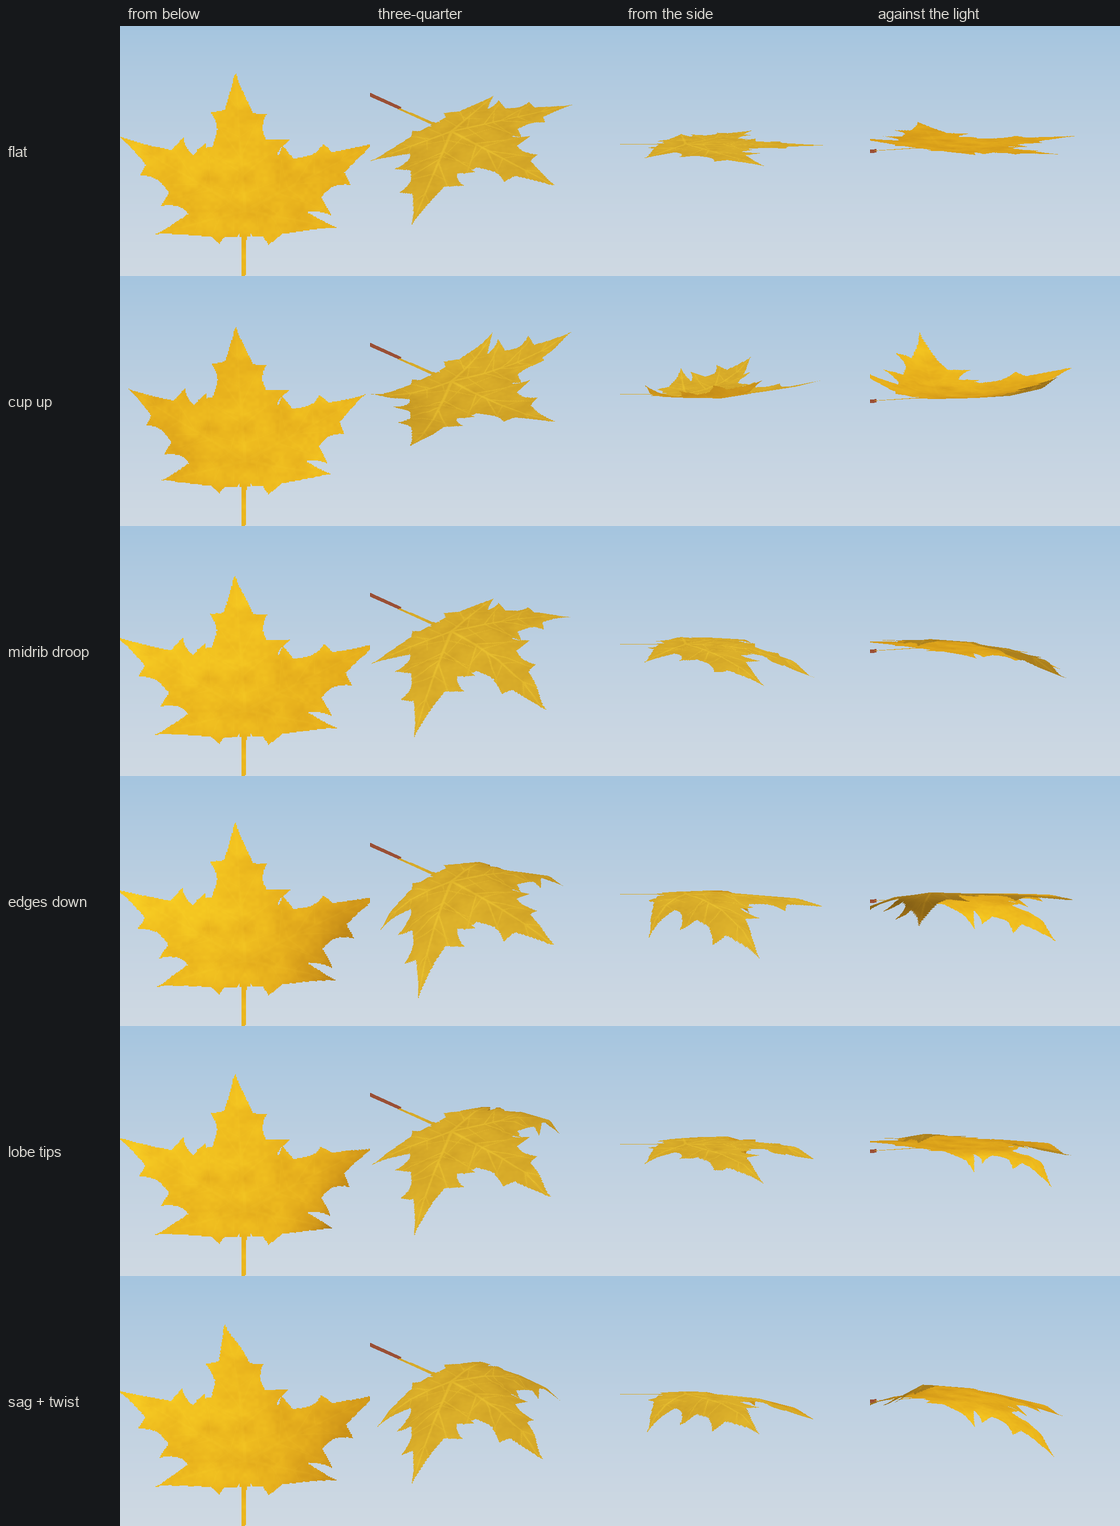 from below three-quarter from the side against the light
flat
cup up
midrib droop
edges down
lobe tips
sag + twist